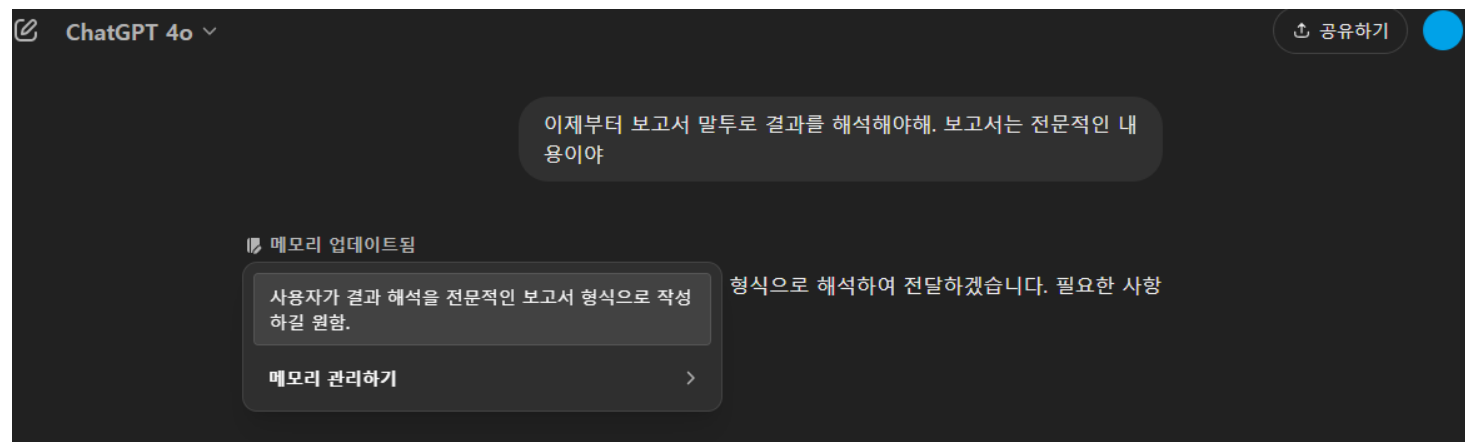 ChatGPT 4o
공유하기
이제부터 보고서 말투로 결과를 해석해야해. 보고서는 전문적인 내
용이야
메모리 업데이트됨
형식으로 해석하여 전달하겠습니다. 필요한 사항
사용자가 결과 해석을 전문적인 보고서 형식으로 작성
하길 원함.
메모리 관리하기